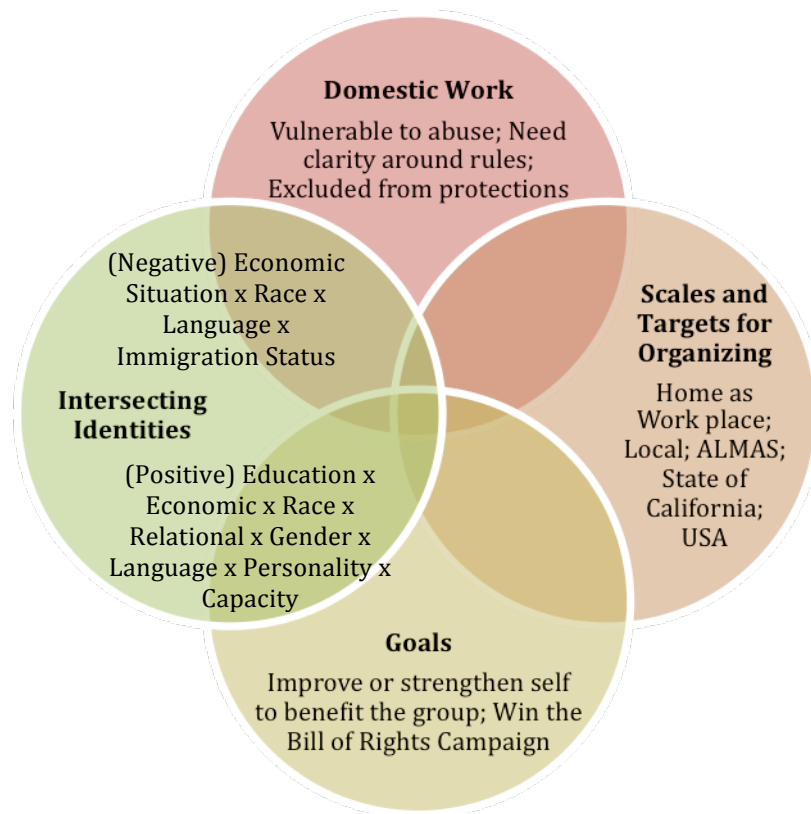 Domestic Work
Vulnerable to abuse; Need
clarity around rules;
Excluded from protections
(Negative) Economic
Situation x Race x
Language x
Immigration Status
Intersecting
Identities
(Positive) Education x
Economic x Race x
Relational x Gender x
Language x Personality x
Capacity
Scales and
Targets for
Organizing
Home as
Work place;
Local; ALMAS;
State of
California;
USA
Goals
Improve or strengthen self
to benefit the group; Win the
Bill of Rights Campaign